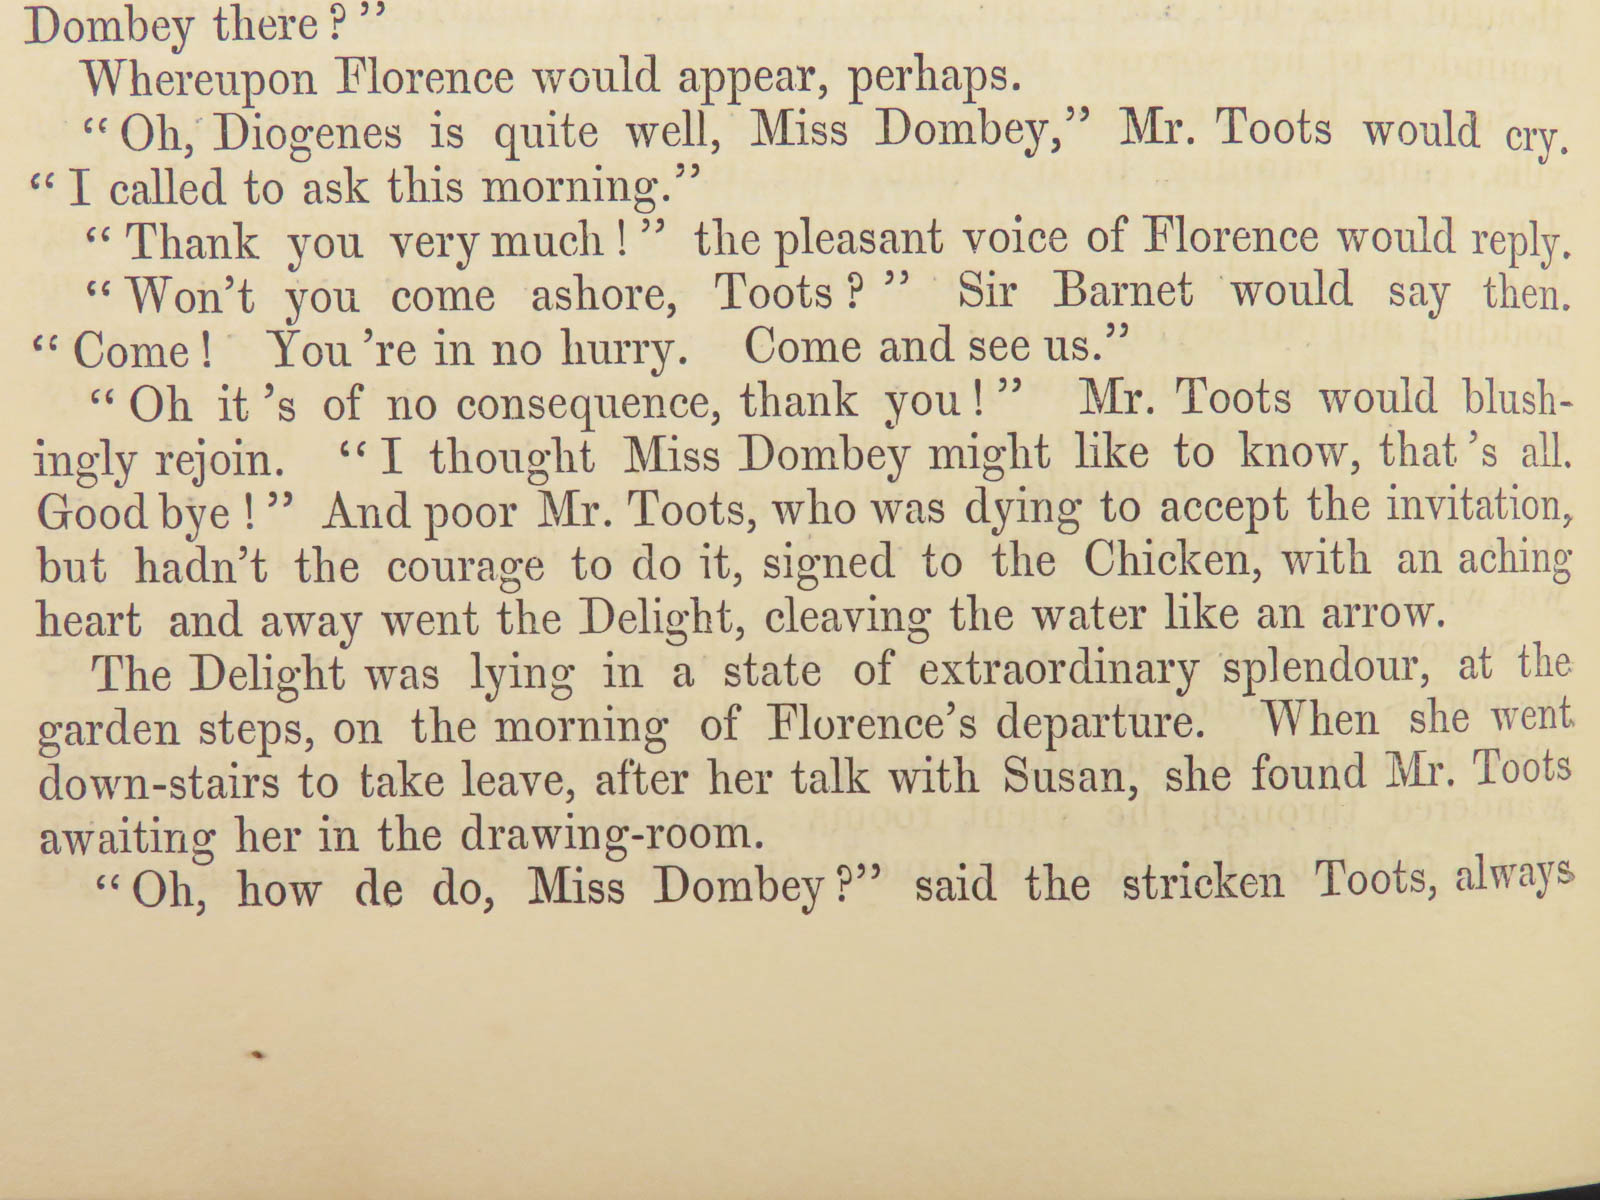 Dombey there ? ”
Whereupon Florence would appear, perhaps.
“ Oh, Diogenes is quite well, Miss Dombey,” Mr. Toots would cry.
“ I called to ask this morning.”
“ Thank you very much ! ” the pleasant voice of Florence would reply.
“ Won’t you come ashore, Toots ? ” Sir Barnet would say then.
“ Come ! You ’re in no hurry. Come and see us.”
“ Oh it ’s of no consequence, thank you ! ” Mr. Toots would blush-
ingly rejoin. “ I thought Miss Dombey might like to know, that ’s all.
Good bye ! ” And poor Mr. Toots, who was dying to accept the invitation,
but hadn’t the courage to do it, signed to the Chicken, with an aching
heart and away went the Delight, cleaving the water like an arrow.
The Delight was lying in a state of extraordinary splendour, at the
garden steps, on the morning of Florence’s departure. When she went
down-stairs to take leave, after her talk with Susan, she found Mr. Toots
awaiting her in the drawing-room.
“ Oh, how de do, Miss Dombey ?” said the stricken Toots, always